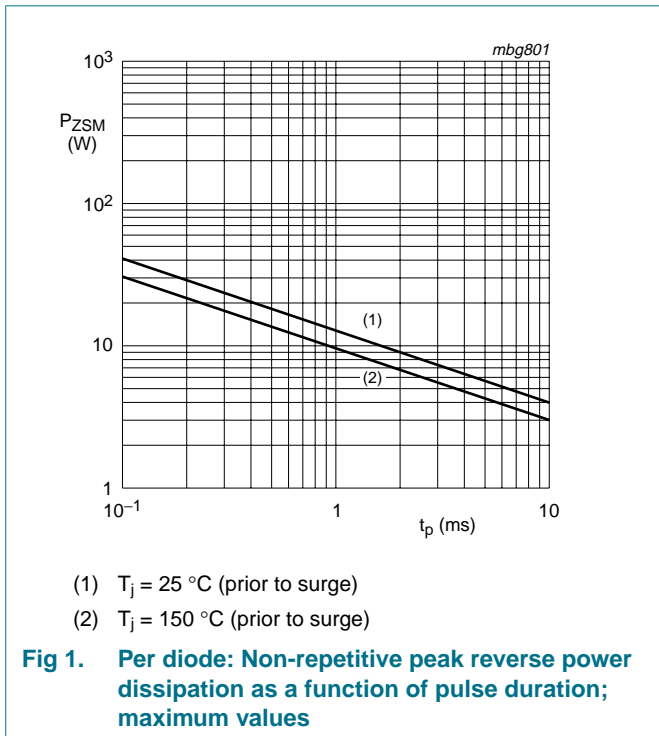 mbg801
10³
P_ZSM
(W)
10²
(1)
10
(2)
1
10⁻¹
1
10
t_p (ms)
(1) T_j = 25 °C (prior to surge)
(2) T_j = 150 °C (prior to surge)
Fig 1. Per diode: Non-repetitive peak reverse power
dissipation as a function of pulse duration;
maximum values